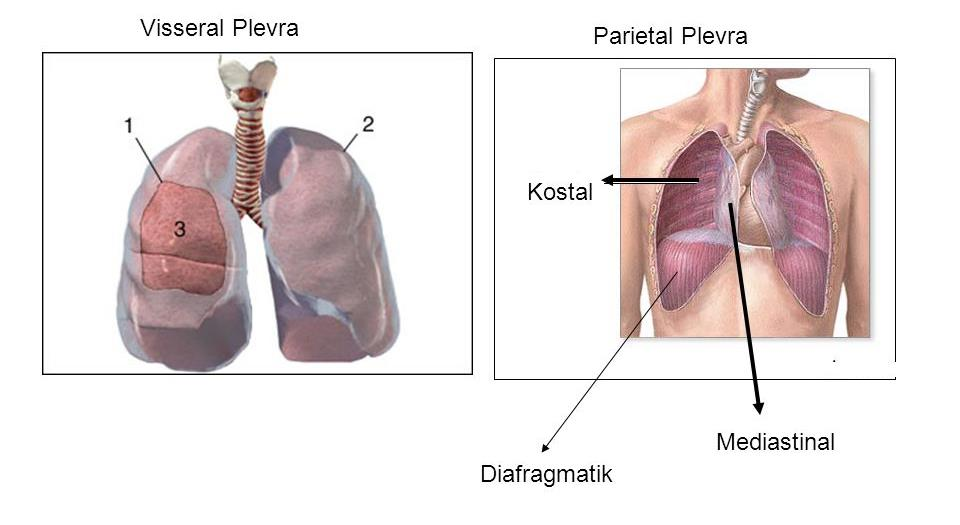 Visseral Plevra
Parietal Plevra
1
2
3
Kostal
Mediastinal
Diafragmatik